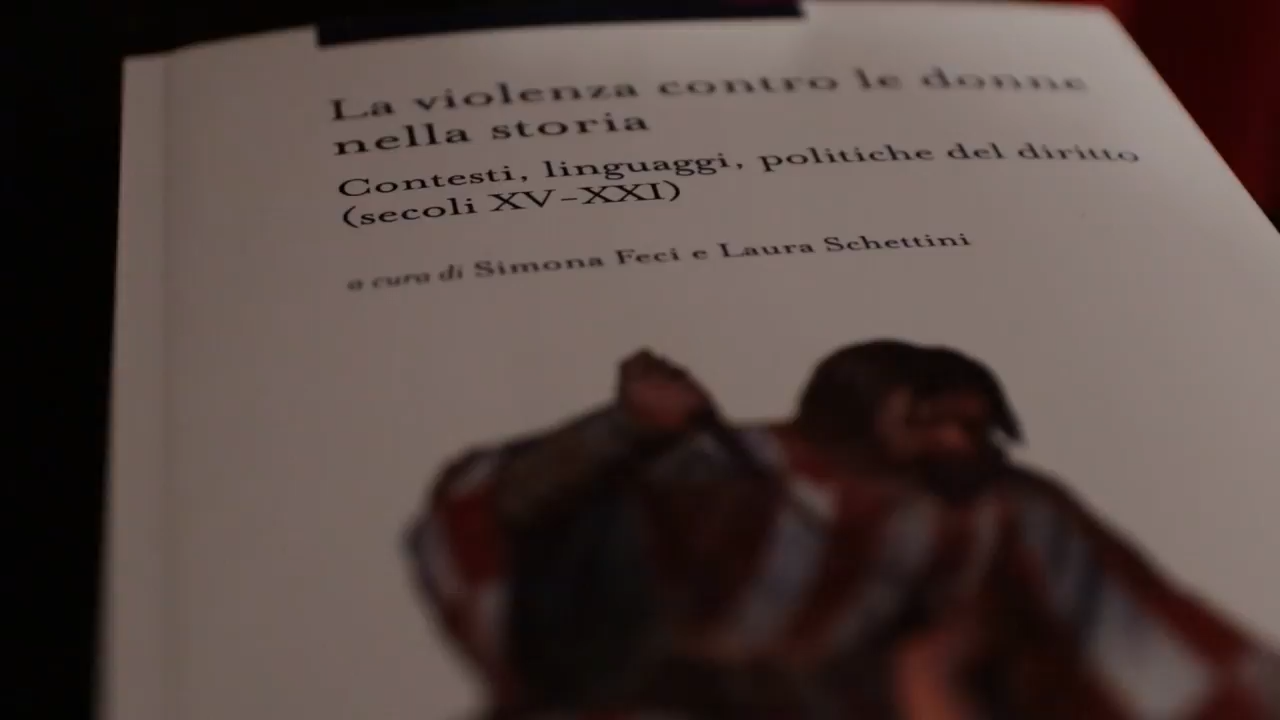 La violenza contro le donne
nella storia
Contesti, linguaggi, politiche del diritto
(secoli XV–XXI)
a cura di Simona Feci e Laura Schettini